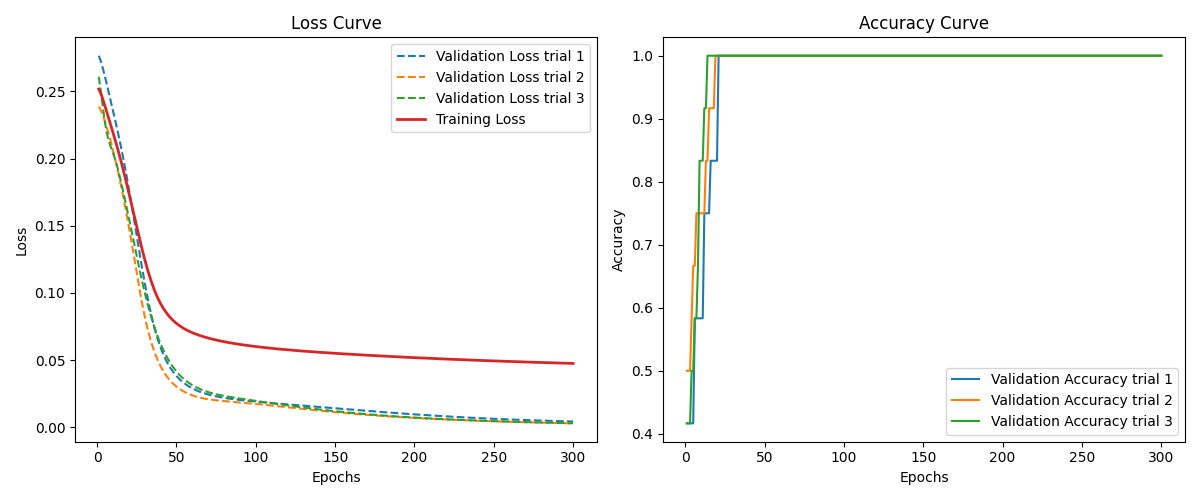 Loss Curve
Loss
0.25
0.20
0.15
0.10
0.05
0.00
0 50 100 150 200 250 300
Epochs
Validation Loss trial 1
Validation Loss trial 2
Validation Loss trial 3
Training Loss
Accuracy Curve
Accuracy
1.0
0.9
0.8
0.7
0.6
0.5
0.4
0 50 100 150 200 250 300
Epochs
Validation Accuracy trial 1
Validation Accuracy trial 2
Validation Accuracy trial 3